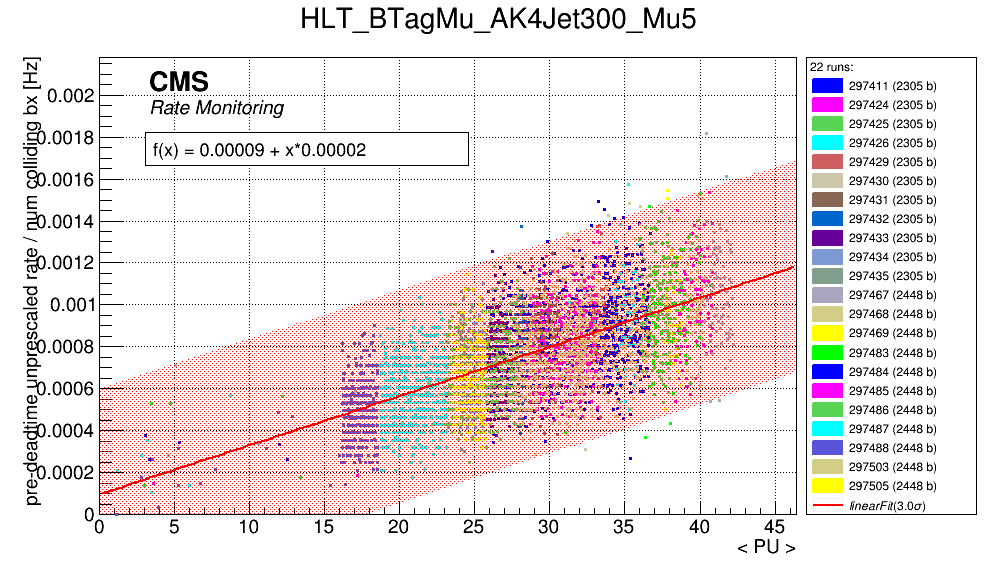 HLT_BTagMu_AK4Jet300_Mu5
pre-deadtime unprescaled rate / num colliding bx [Hz]
CMS
Rate Monitoring
f(x) = 0.00009 + x*0.00002
0.002
0.0018
0.0016
0.0014
0.0012
0.001
0.0008
0.0006
0.0004
0.0002
0
0 5 10 15 20 25 30 35 40 45
< PU >
22 runs:
297411 (2305 b)
297424 (2305 b)
297425 (2305 b)
297426 (2305 b)
297429 (2305 b)
297430 (2305 b)
297431 (2305 b)
297432 (2305 b)
297433 (2305 b)
297434 (2305 b)
297435 (2305 b)
297467 (2448 b)
297468 (2448 b)
297469 (2448 b)
297483 (2448 b)
297484 (2448 b)
297485 (2448 b)
297486 (2448 b)
297487 (2448 b)
297488 (2448 b)
297503 (2448 b)
297505 (2448 b)
linearFit(3.0σ)